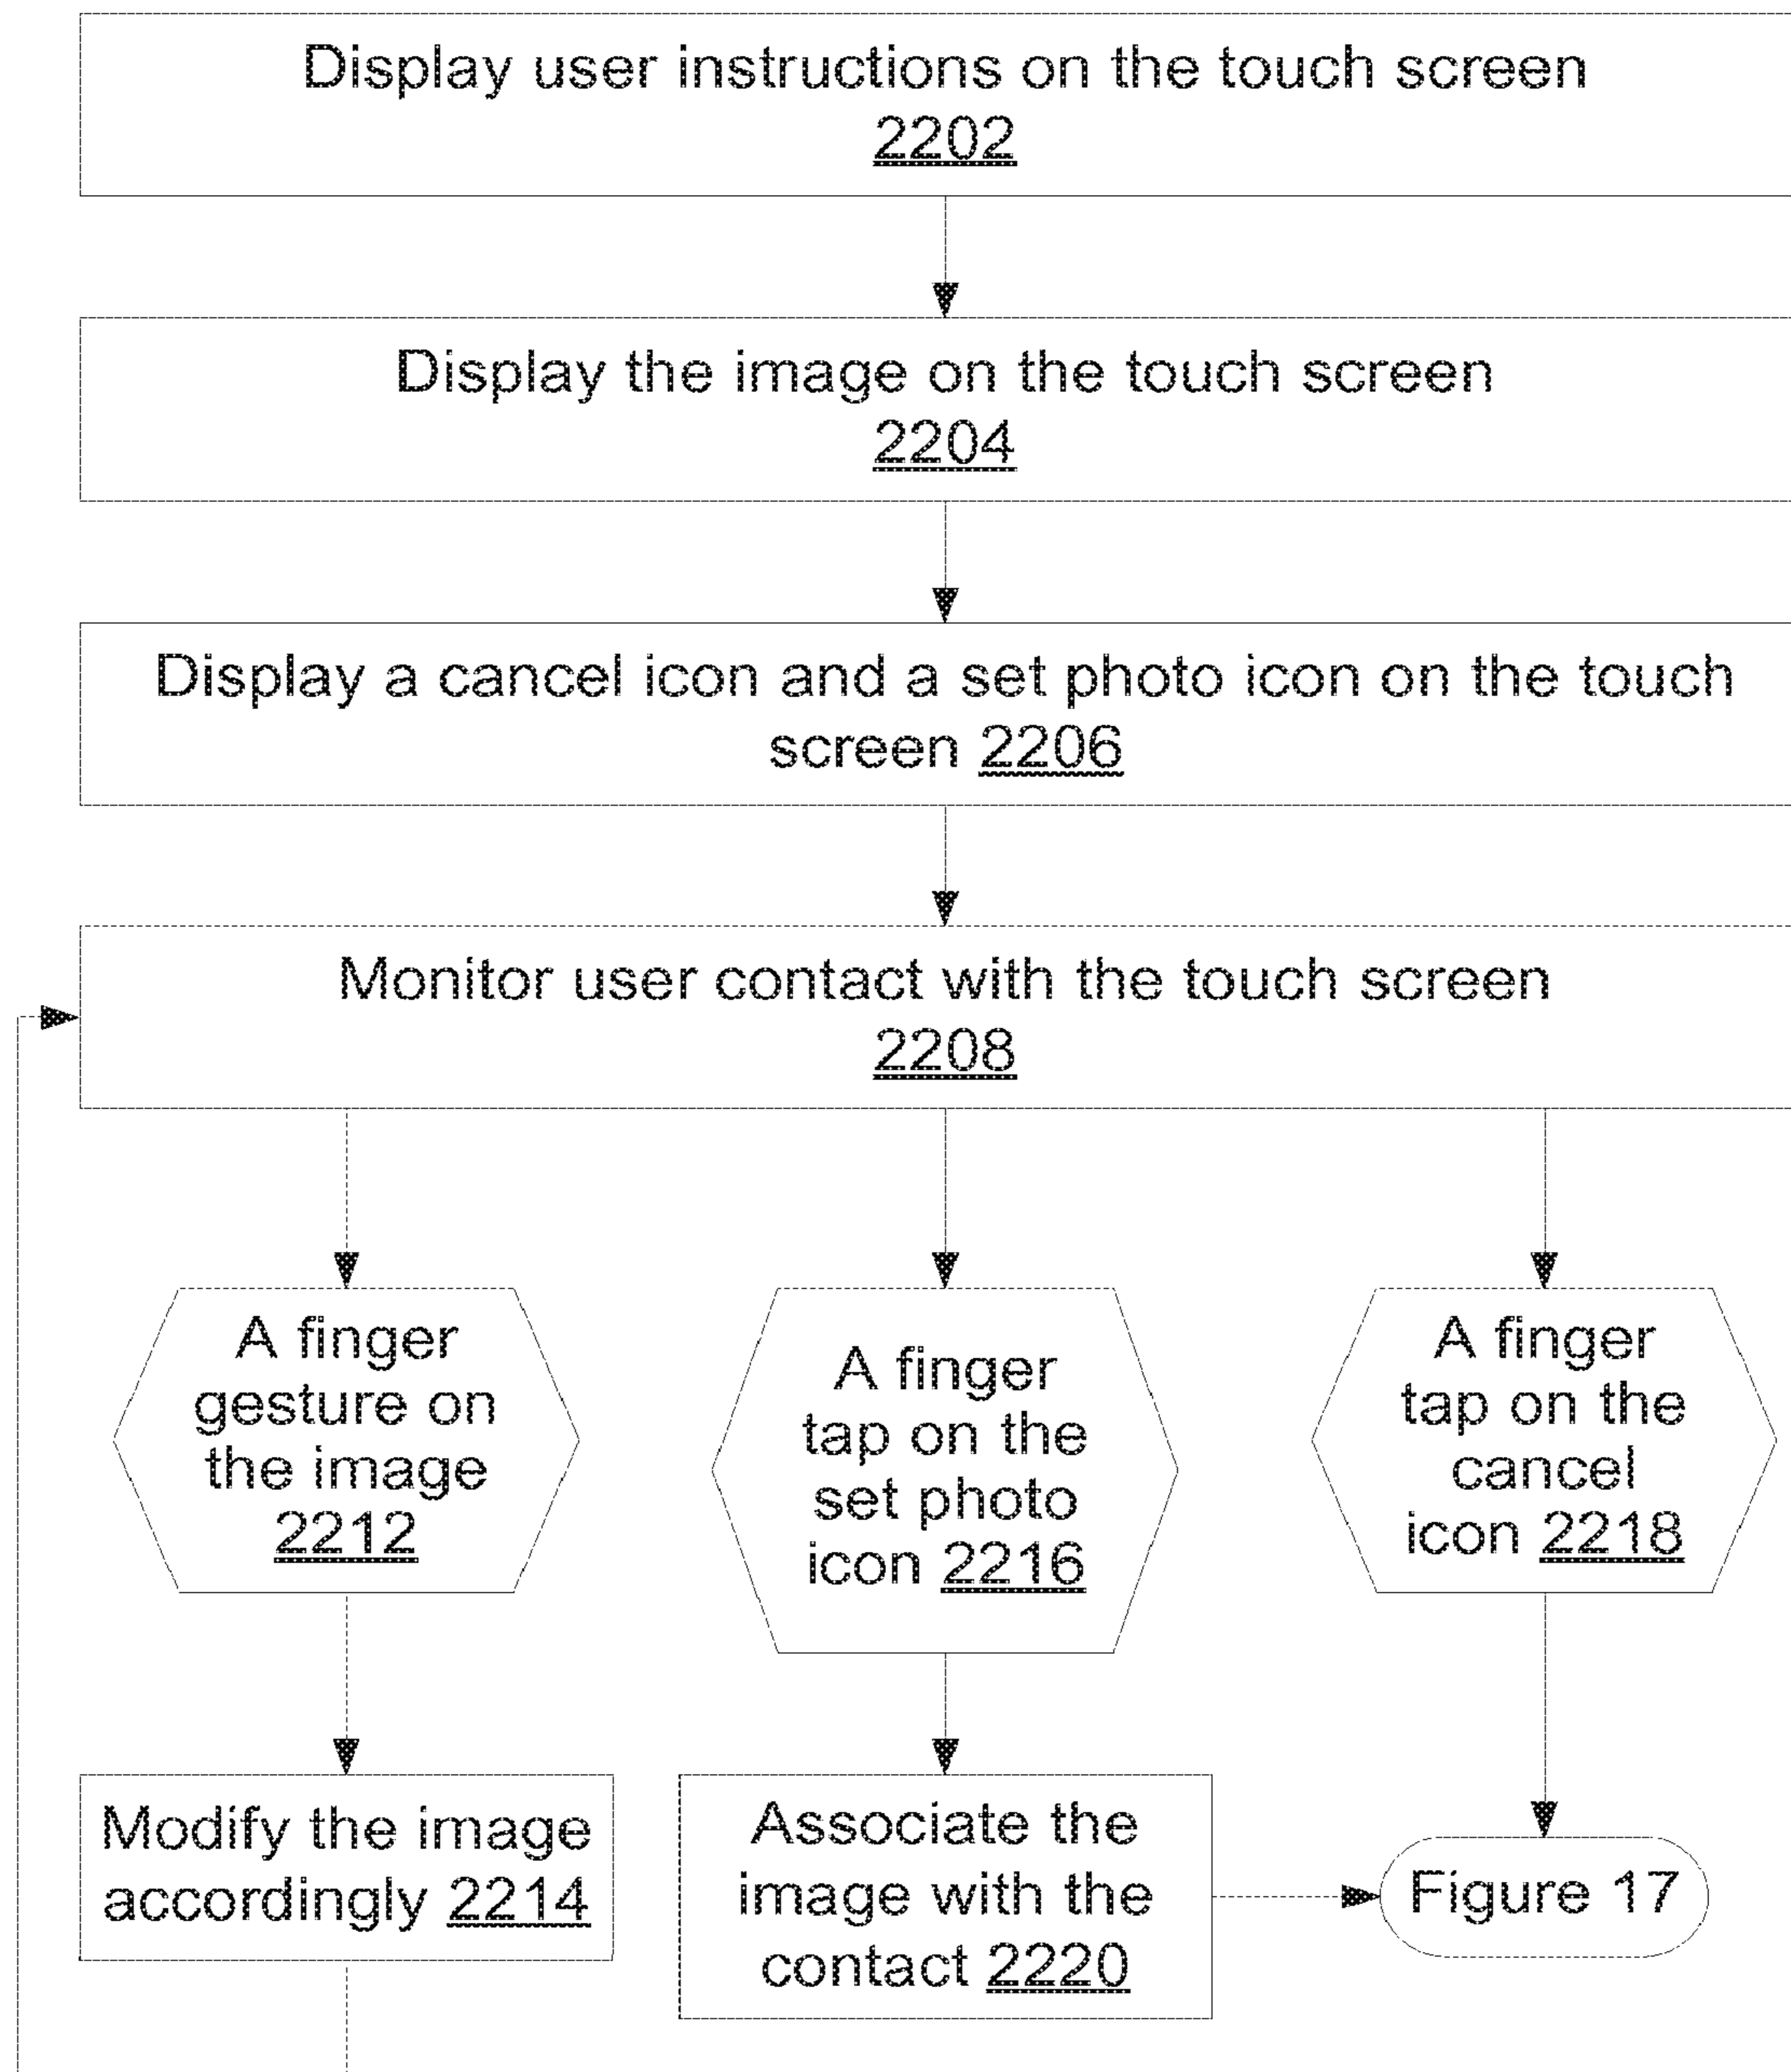 Display user instructions on the touch screen
2202
Display the image on the touch screen
2204
Display a cancel icon and a set photo icon on the touch
screen 2206
Monitor user contact with the touch screen
2208
A finger
gesture on
the image
2212
A finger
tap on the
set photo
icon 2216
A finger
tap on the
cancel
icon 2218
Modify the image
accordingly 2214
Associate the
image with the
contact 2220
Figure 17